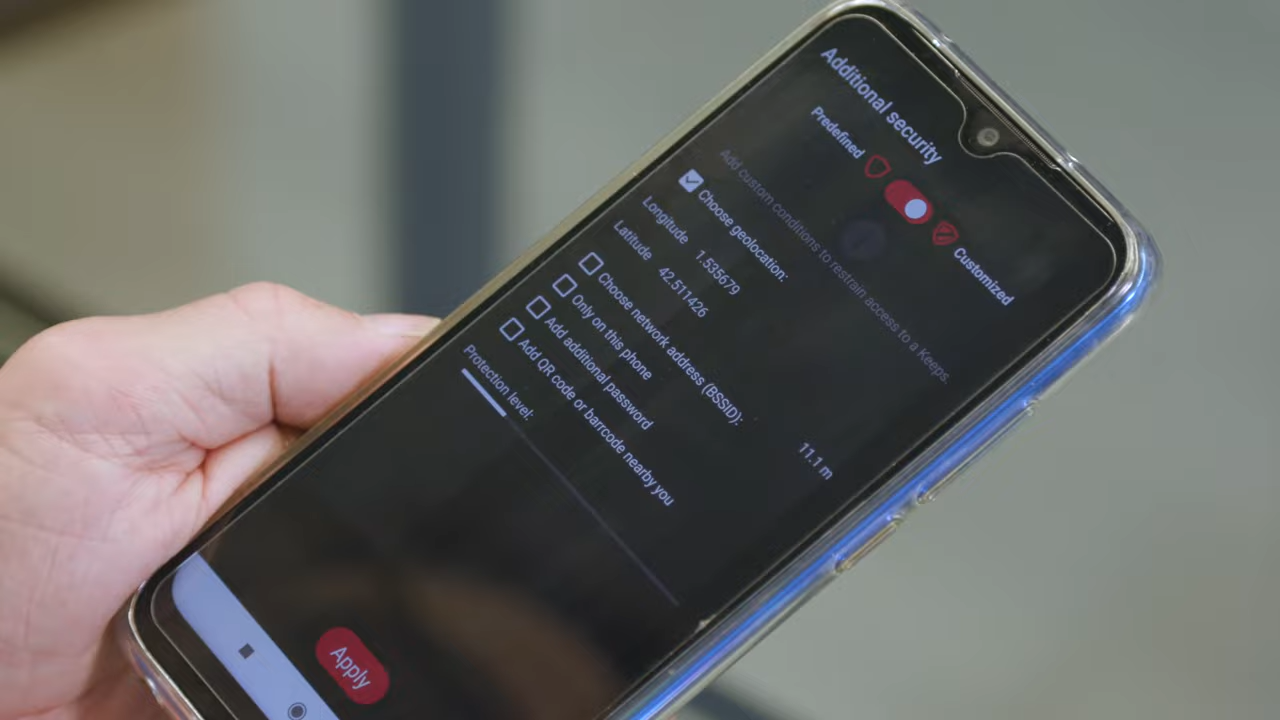 Additional security
Predefined Customized
Add custom conditions to restrain access to a Keeps.
Choose geolocation:
Longitude 1.535679
Latitude 42.511426 11.1 m
Choose network address (BSSID):
Only on this phone
Add additional password
Add QR code or barrcode nearby you
Protection level:
Apply